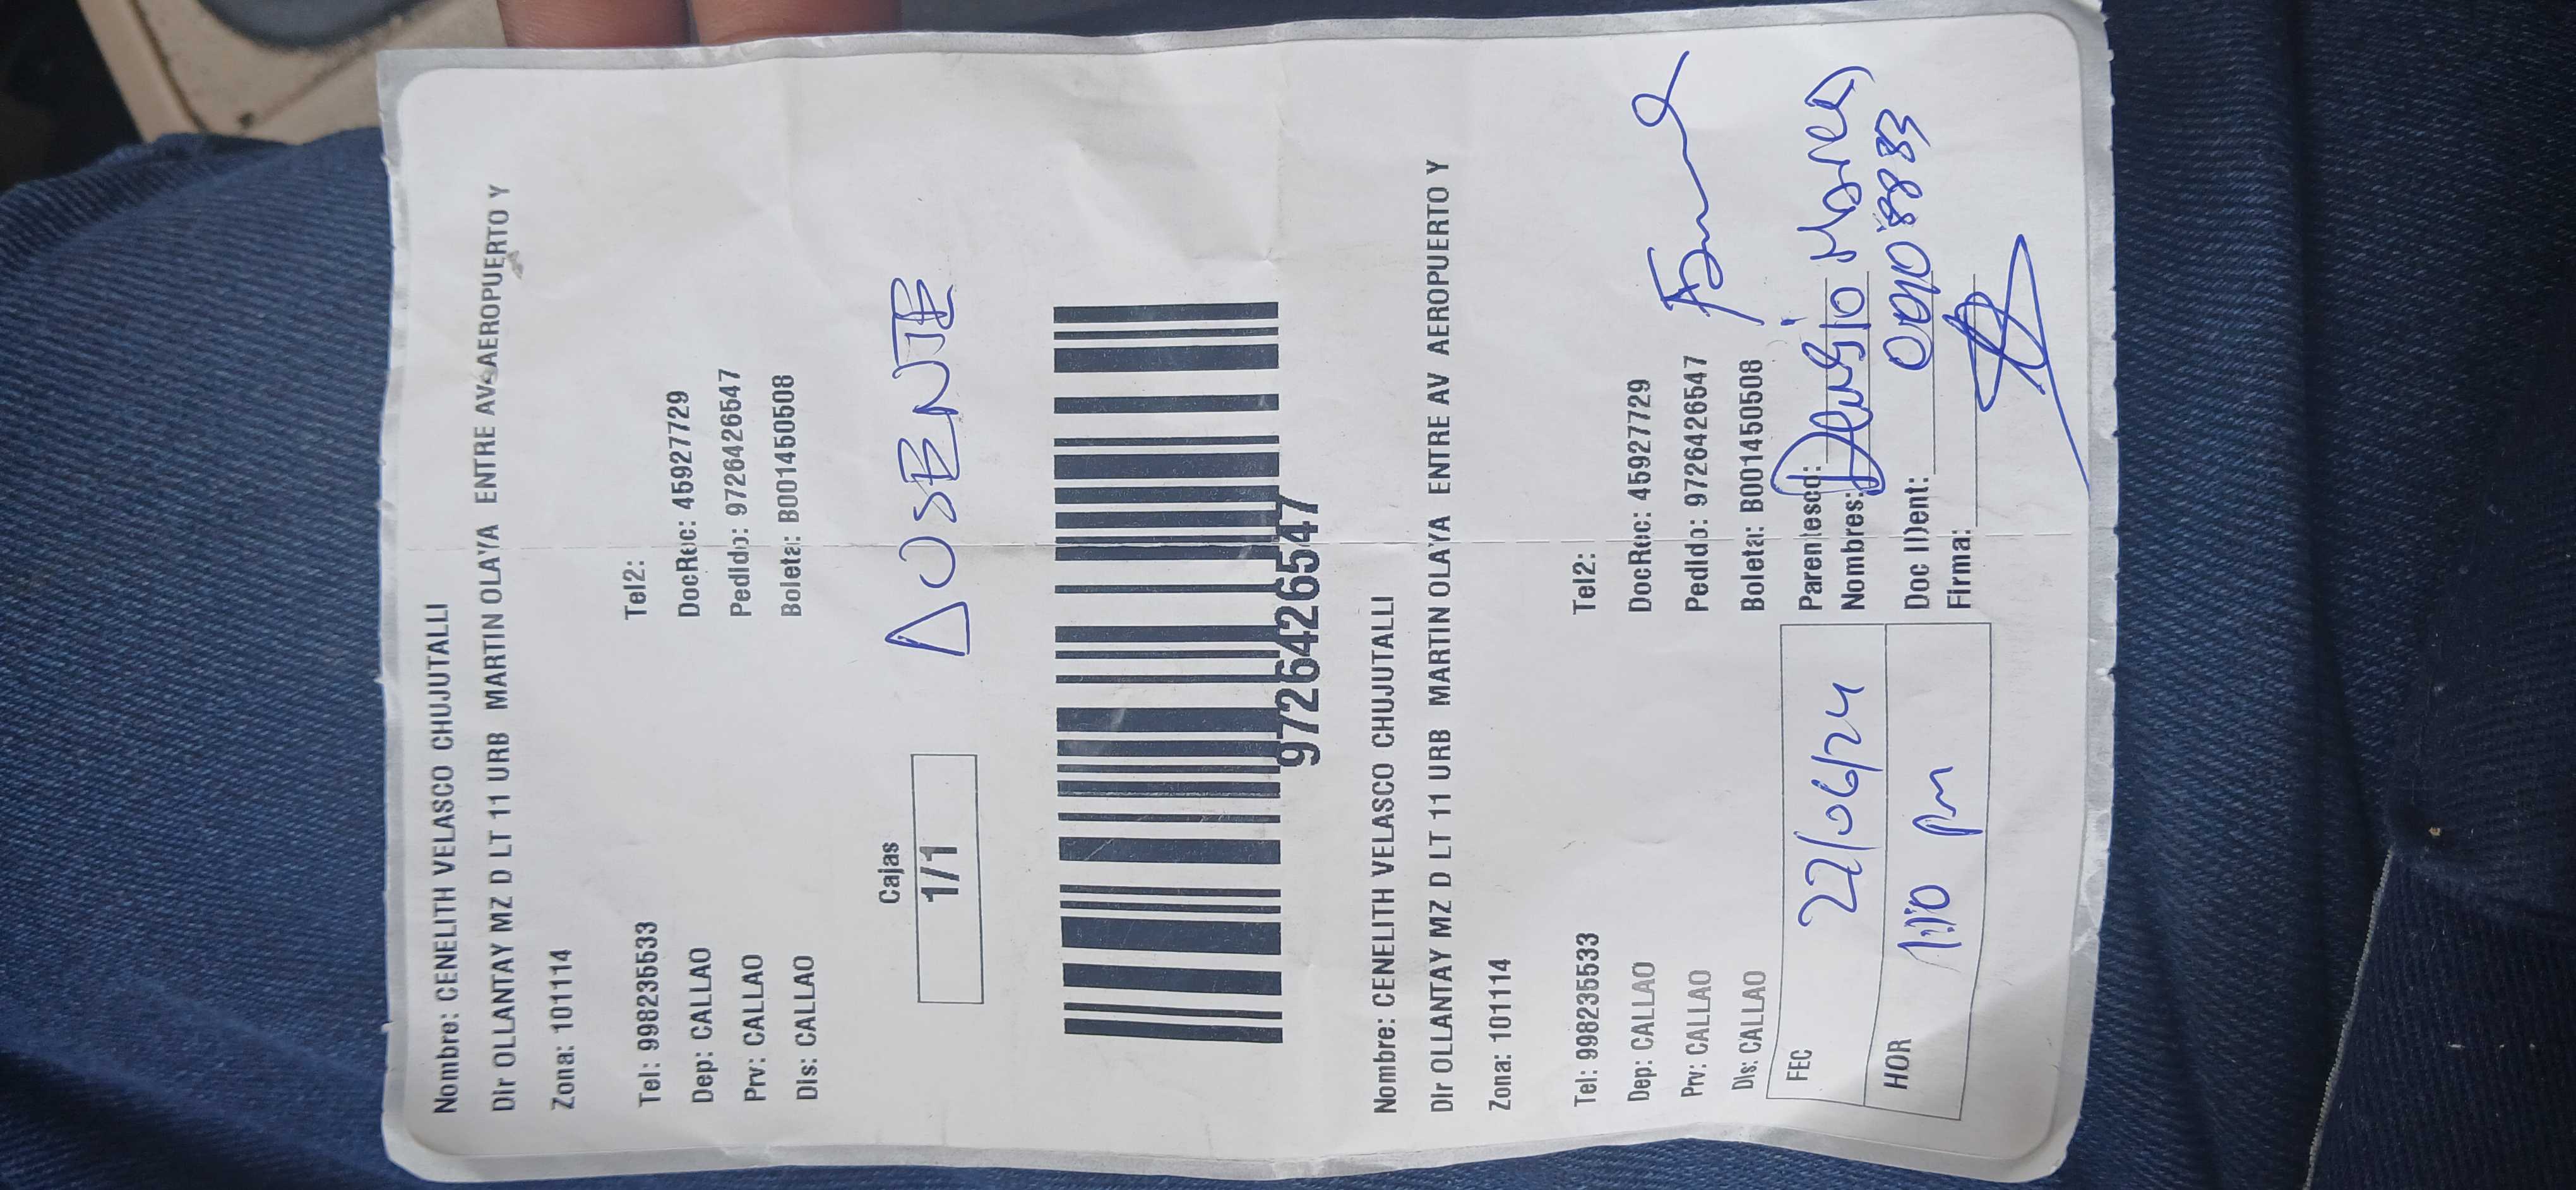 Nombre: CENELITH VELASCO CHUJUTALLI
Dir OLLANTAY MZ D LT 11 URB MARTIN OLAYA ENTRE AV AEROPUERTO Y
Zona: 101114
Tel: 998235533 Tel2:
Dep: CALLAO DocRec: 45927729
Prv: CALLAO Pedido: 9726426547
Dis: CALLAO Boleta: B001450508
Cajas
1/1 AUSENTE
9726426547
Nombre: CENELITH VELASCO CHUJUTALLI
Dir OLLANTAY MZ D LT 11 URB MARTIN OLAYA ENTRE AV AEROPUERTO Y
Zona: 101114
Tel: 998235533 Tel2:
Dep: CALLAO DocRec: 45927729
Prv: CALLAO Pedido: 9726426547
Dis: CALLAO Boleta: B001450508
FEC 22/06/24 Parentesco:
Nombres:
HOR 1:10 pm Doc IDent:
Firma: